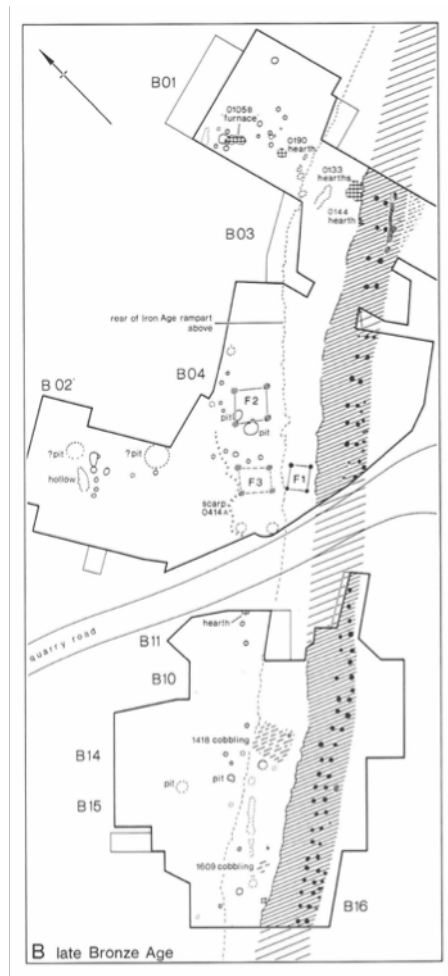 B01
01058
'furnace'
0190
hearth
0133
hearths
0144
hearth
B03
rear of Iron Age rampart
above
B04
B02'
F2
pit
pit
?pit
?pit
hollow
F3
F1
scarp
0414
quarry road
hearth
B11
B10
1418 cobbling
B14
pit
pit
B15
1609 cobbling
B16
B late Bronze Age